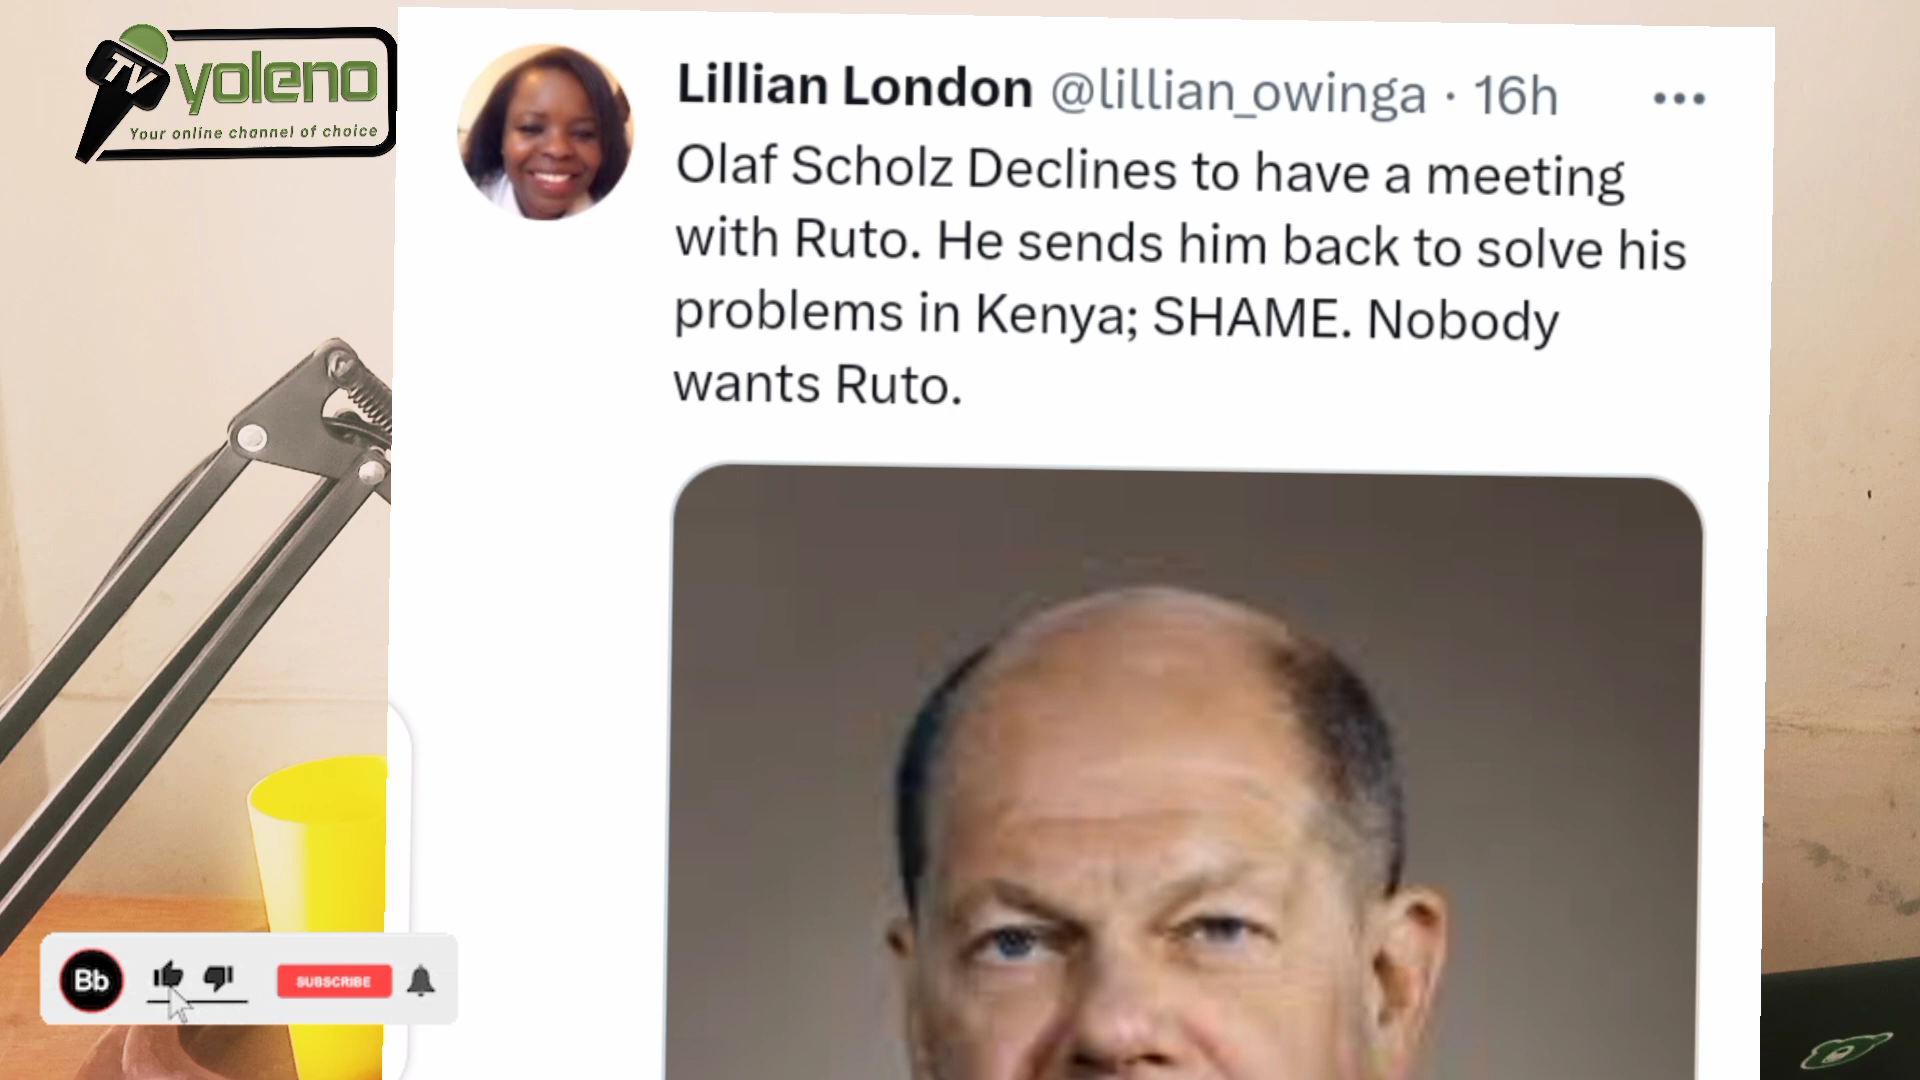 TV yoleno
Your online channel of choice
Lillian London @lillian_owinga · 16h
Olaf Scholz Declines to have a meeting
with Ruto. He sends him back to solve his
problems in Kenya; SHAME. Nobody
wants Ruto.
Bb
SUBSCRIBE